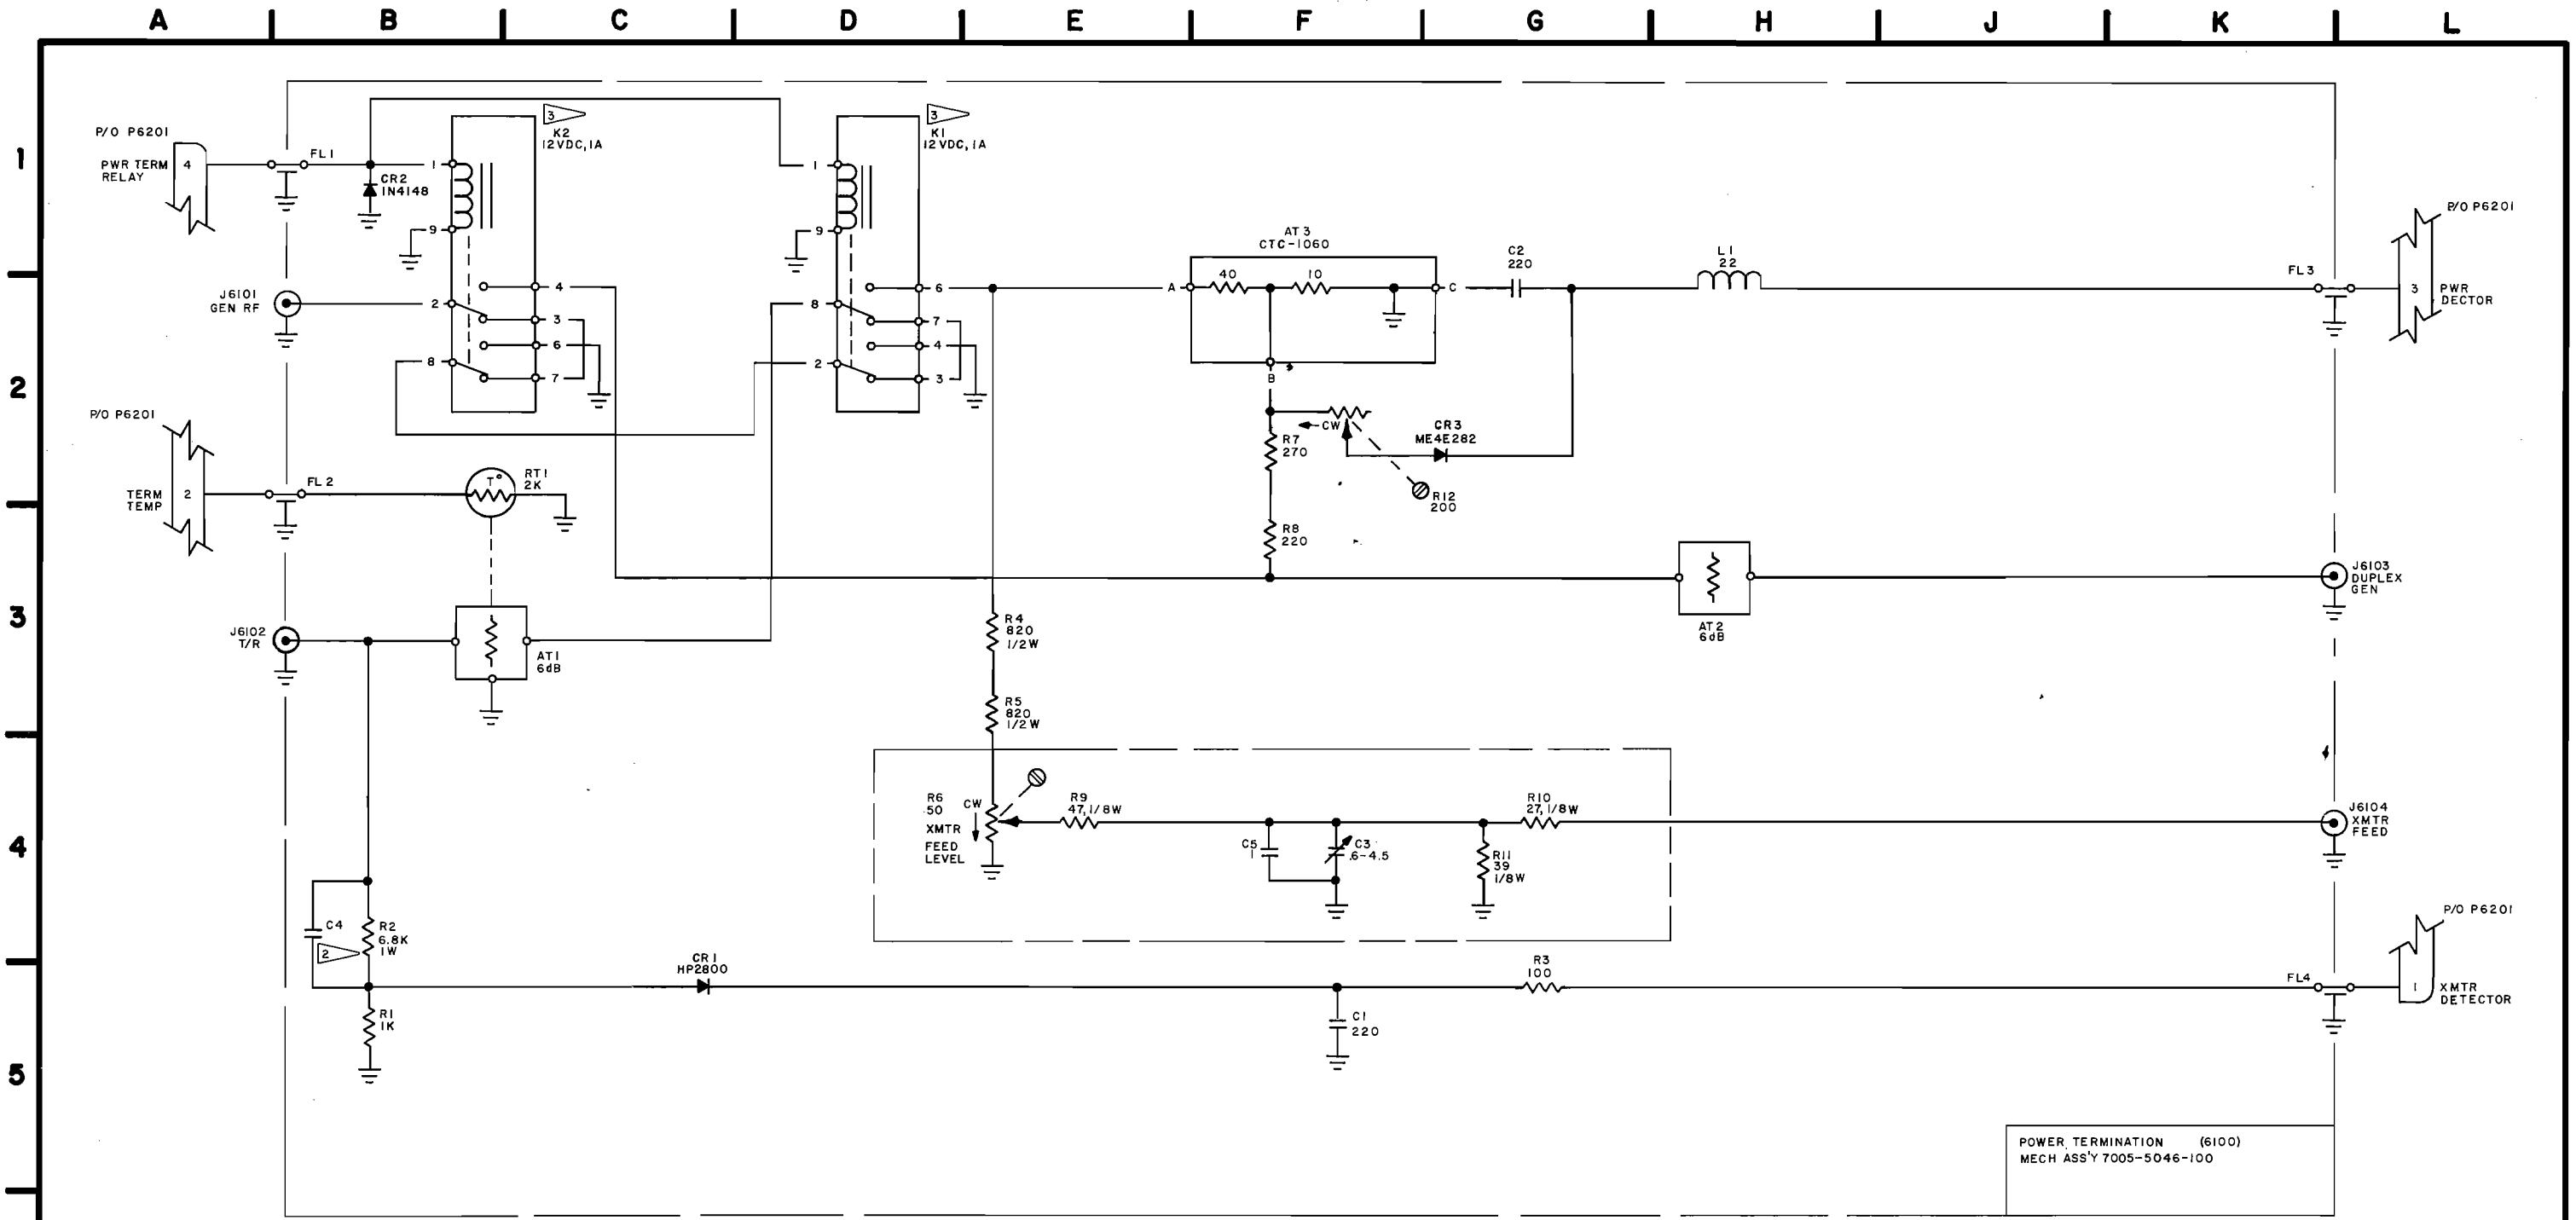 A B C D E F G H J K L
1
2
3
4
5
P/O P6201
PWR TERM
RELAY
4
FL1
CR2
1N4148
1
9
2
8
3
K2
12VDC,1A
4
3
6
7
1
9
8
2
3
K1
12VDC,1A
6
7
4
3
J6101
GEN RF
AT3
CTC-1060
40
10
A
C
B
C2
220
L1
22
FL3
P/O P6201
3
PWR
DECTOR
CW
R7
270
CR3
ME4E282
R12
200
R8
220
P/O P6201
TERM
TEMP
2
FL2
T°
RT1
2K
J6102
T/R
AT1
6dB
R4
820
1/2W
R5
820
1/2W
AT2
6dB
J6103
DUPLEX
GEN
R6
50
XMTR
FEED
LEVEL
CW
R9
47,1/8W
C5
1
C3
.6-4.5
R10
27,1/8W
R11
39
1/8W
J6104
XMTR
FEED
C4
2
R2
6.8K
1W
R1
1K
CR1
HP2800
C1
220
R3
100
FL4
P/O P6201
1
XMTR
DETECTOR
POWER TERMINATION (6100)
MECH ASS'Y 7005-5046-100